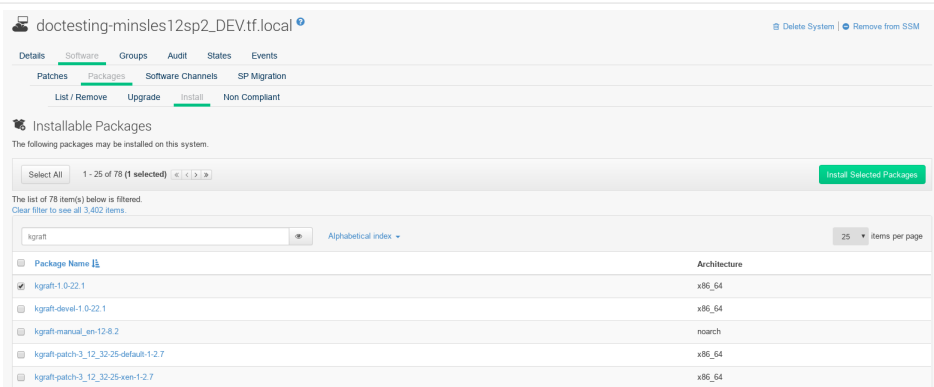 doctesting-minsles12sp2_DEV.tf.local ?
Delete System | Remove from SSM
Details Software Groups Audit States Events
Patches Packages Software Channels SP Migration
List / Remove Upgrade Install Non Compliant
Installable Packages
The following packages may be installed on this system.
Select All 1 - 25 of 78 (1 selected) « < > » Install Selected Packages
The list of 78 item(s) below is filtered.
Clear filter to see all 3,402 items.
kgraft Alphabetical index 25 items per page
Package Name Architecture
kgraft-1.0-22.1 x86_64
kgraft-devel-1.0-22.1 x86_64
kgraft-manual_en-12-8.2 noarch
kgraft-patch-3_12_32-25-default-1-2.7 x86_64
kgraft-patch-3_12_32-25-xen-1-2.7 x86_64